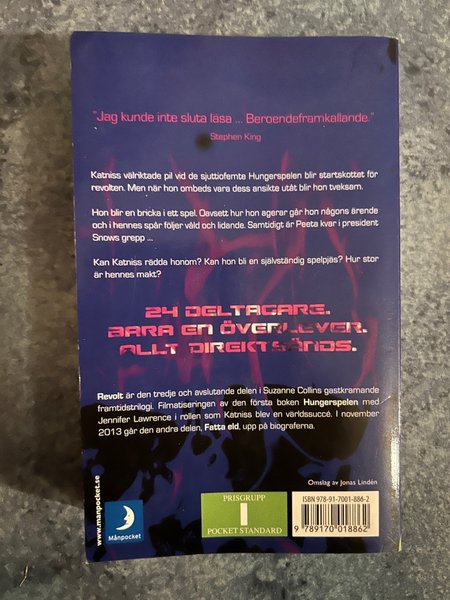 "Jag kunde inte sluta läsa ... Beroendeframkallande."
Stephen King
Katniss välriktade pil vid de sjuttiofemte Hungerspelen blir startskottet för
revolten. Men när hon ombeds vara dess ansikte utåt blir hon tveksam.
Hon blir en bricka i ett spel. Oavsett hur hon agerar går hon någons ärende
och i hennes spår följer våld och lidande. Samtidigt är Peeta kvar i president
Snows grepp ...
Kan Katniss rädda honom? Kan hon bli en självständig spelpjäs? Hur stor
är hennes makt?
24 DELTAGARE.
BARA EN ÖVERLEVER.
ALLT DIREKTSÄNDS.
Revolt är den tredje och avslutande delen i Suzanne Collins gastkramande
framtidstrilogi. Filmatiseringen av den första boken Hungerspelen med
Jennifer Lawrence i rollen som Katniss blev en världssuccé. I november
2013 går den andra delen, Fatta eld, upp på biograferna.
Omslag av Jonas Lindén
www.manpocket.se
Månpocket
PRISGRUPP
I
POCKET STANDARD
ISBN 978-91-7001-886-2
9 789170 018862